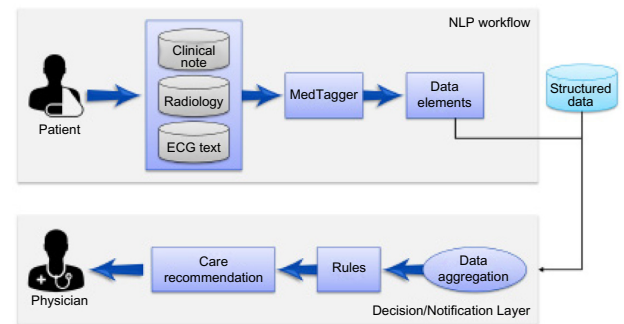 NLP workflow
Clinical
note
Radiology
ECG text
MedTagger
Data
elements
Structured
data
Patient
Care
recommendation
Rules
Data
aggregation
Physician
Decision/Notification Layer